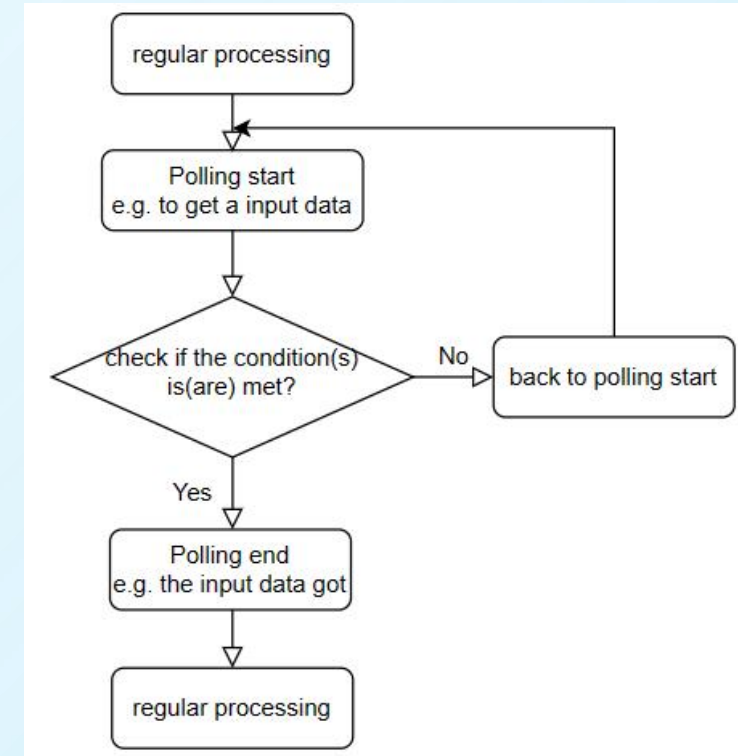 regular processing
Polling start
e.g. to get a input data
check if the condition(s)
is(are) met?
No
back to polling start
Yes
Polling end
e.g. the input data got
regular processing